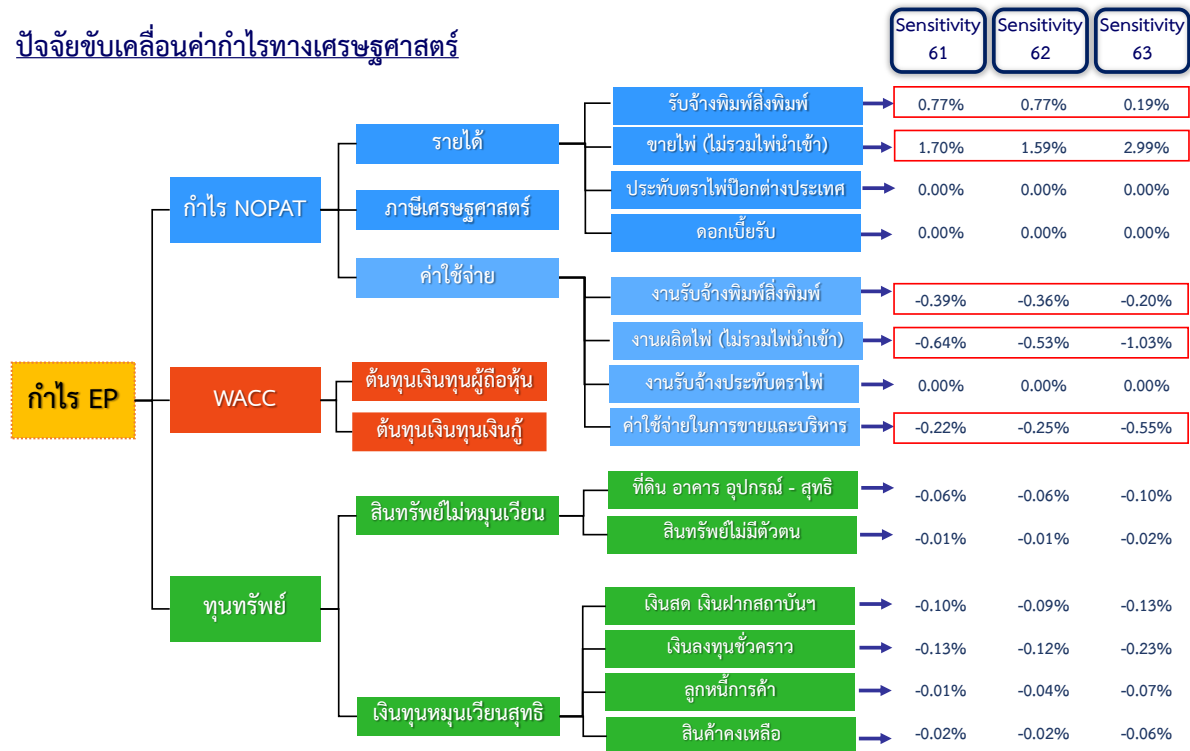 ปัจจัยขับเคลื่อนค่ากำไรทางเศรษฐศาสตร์
Sensitivity 61
Sensitivity 62
Sensitivity 63
กำไร EP
กำไร NOPAT
รายได้
รับจ้างพิมพ์สิ่งพิมพ์ 0.77% 0.77% 0.19%
ขายไพ่ (ไม่รวมไพ่นำเข้า) 1.70% 1.59% 2.99%
ประทับตราไพ่ป๊อกต่างประเทศ 0.00% 0.00% 0.00%
ดอกเบี้ยรับ 0.00% 0.00% 0.00%
ภาษีเศรษฐศาสตร์
ค่าใช้จ่าย
งานรับจ้างพิมพ์สิ่งพิมพ์ -0.39% -0.36% -0.20%
งานผลิตไพ่ (ไม่รวมไพ่นำเข้า) -0.64% -0.53% -1.03%
งานรับจ้างประทับตราไพ่ 0.00% 0.00% 0.00%
ค่าใช้จ่ายในการขายและบริหาร -0.22% -0.25% -0.55%
WACC
ต้นทุนเงินทุนผู้ถือหุ้น
ต้นทุนเงินทุนเงินกู้
ทุนทรัพย์
สินทรัพย์ไม่หมุนเวียน
ที่ดิน อาคาร อุปกรณ์ - สุทธิ -0.06% -0.06% -0.10%
สินทรัพย์ไม่มีตัวตน -0.01% -0.01% -0.02%
เงินทุนหมุนเวียนสุทธิ
เงินสด เงินฝากสถาบันฯ -0.10% -0.09% -0.13%
เงินลงทุนชั่วคราว -0.13% -0.12% -0.23%
ลูกหนี้การค้า -0.01% -0.04% -0.07%
สินค้าคงเหลือ -0.02% -0.02% -0.06%